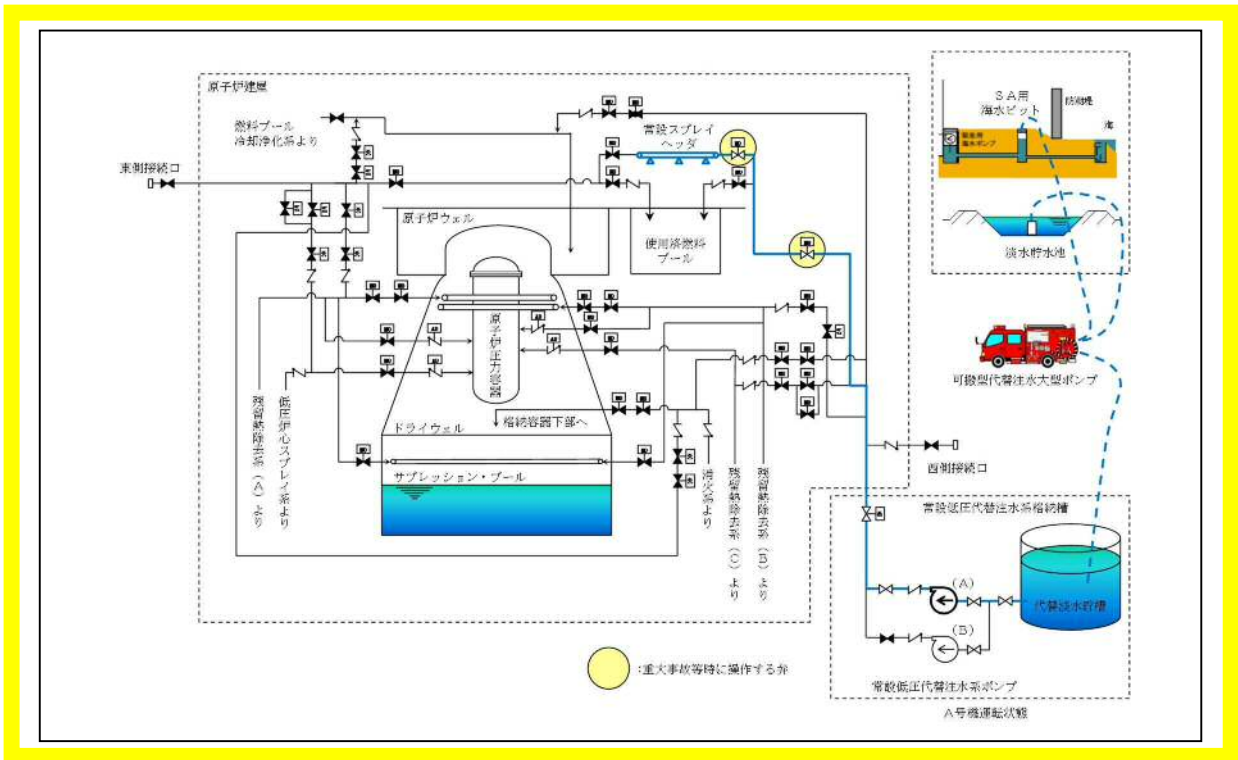 原子炉建屋
燃料プール
冷却浄化系より
常設スプレイ
ヘッダ
東側接続口
原子炉ウェル
使用済燃料
プール
原子炉圧力容器
格納容器下部へ
ドライウェル
サプレッション・プール
残留熱除去系(A)より
低圧炉心スプレイ系より
消火系より
残留熱除去系(C)より
残留熱除去系(B)より
SA用
海水ピット
防潮堤
海
緊急用
海水ポンプ
淡水貯水池
可搬型代替注水大型ポンプ
西側接続口
常設低圧代替注水系格納槽
(A)
代替淡水貯槽
(B)
常設低圧代替注水系ポンプ
:重大事故等時に操作する弁
A号機運転状態